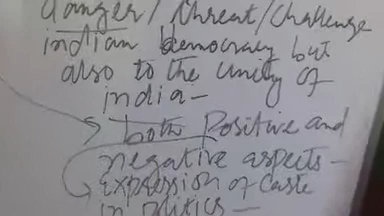 danger/threat/challenge
indian democracy but
also to the unity of
india-
both Positive and
negative aspects-
expression of caste
in politics-